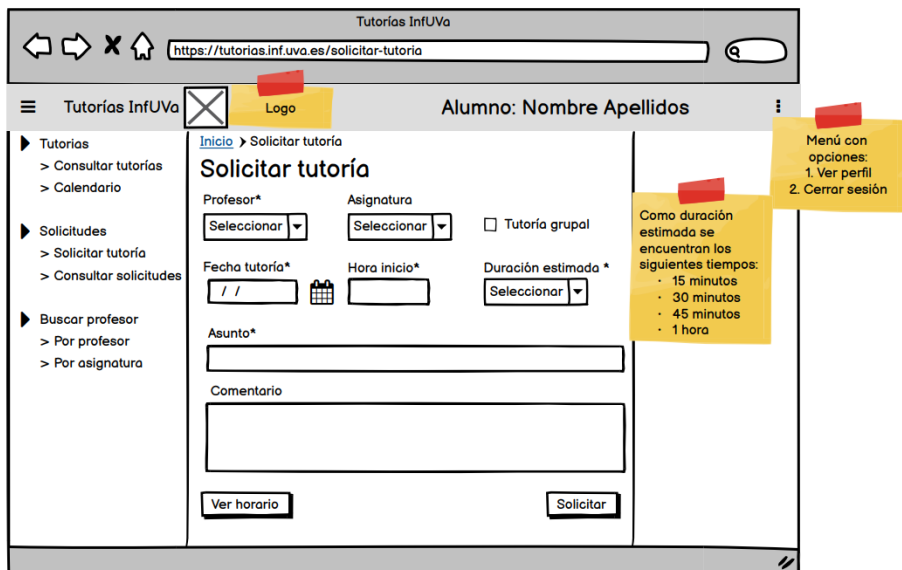 Tutorías InfUVa
https://tutorias.inf.uva.es/solicitar-tutoria
Tutorías InfUVa
Logo
Alumno: Nombre Apellidos
Menú con
opciones:
1. Ver perfil
2. Cerrar sesión
Tutorias
> Consultar tutorías
> Calendario
Solicitudes
> Solicitar tutoría
> Consultar solicitudes
Buscar profesor
> Por profesor
> Por asignatura
Inicio Solicitar tutoría
Solicitar tutoría
Profesor* Asignatura
Seleccionar Seleccionar Tutoría grupal
Fecha tutoría* Hora inicio* Duración estimada *
/ / Seleccionar
Asunto*
Comentario
Ver horario Solicitar
Como duración
estimada se
encuentran los
siguientes tiempos:
· 15 minutos
· 30 minutos
· 45 minutos
· 1 hora